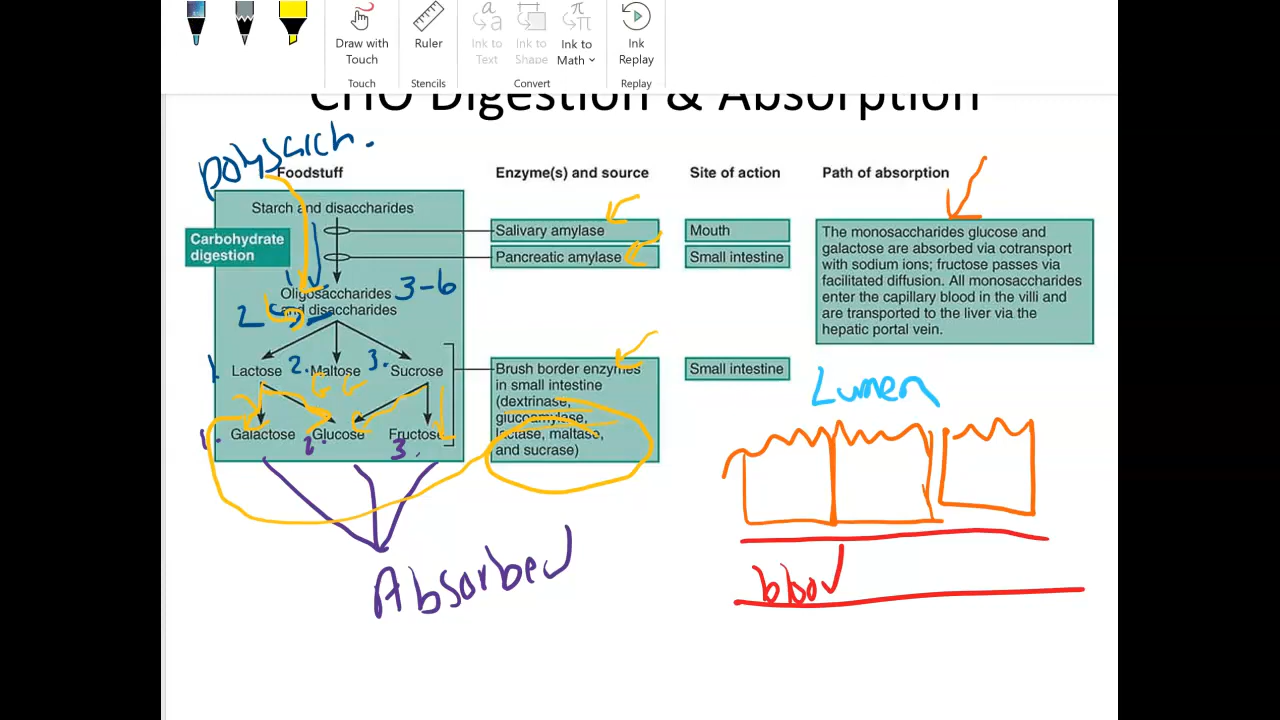 Draw with
Touch
Ruler
Ink to
Text
Ink to
Shape
Ink to
Math
Ink
Replay
Touch
Stencils
Convert
Replay
CHO Digestion & Absorption
polysacch.
Foodstuff
Enzyme(s) and source
Site of action
Path of absorption
Starch and disaccharides
Carbohydrate
digestion
Salivary amylase
Mouth
Pancreatic amylase
Small intestine
The monosaccharides glucose and
galactose are absorbed via cotransport
with sodium ions; fructose passes via
facilitated diffusion. All monosaccharides
enter the capillary blood in the villi and
are transported to the liver via the
hepatic portal vein.
Oligosaccharides
and disaccharides
3-6
2
1. Lactose 2. Maltose 3. Sucrose
Brush border enzymes
in small intestine
(dextrinase,
glucoamylase,
lactase, maltase,
and sucrase)
Small intestine
1. Galactose 2. Glucose 3. Fructose
Absorbed
Lumen
blood